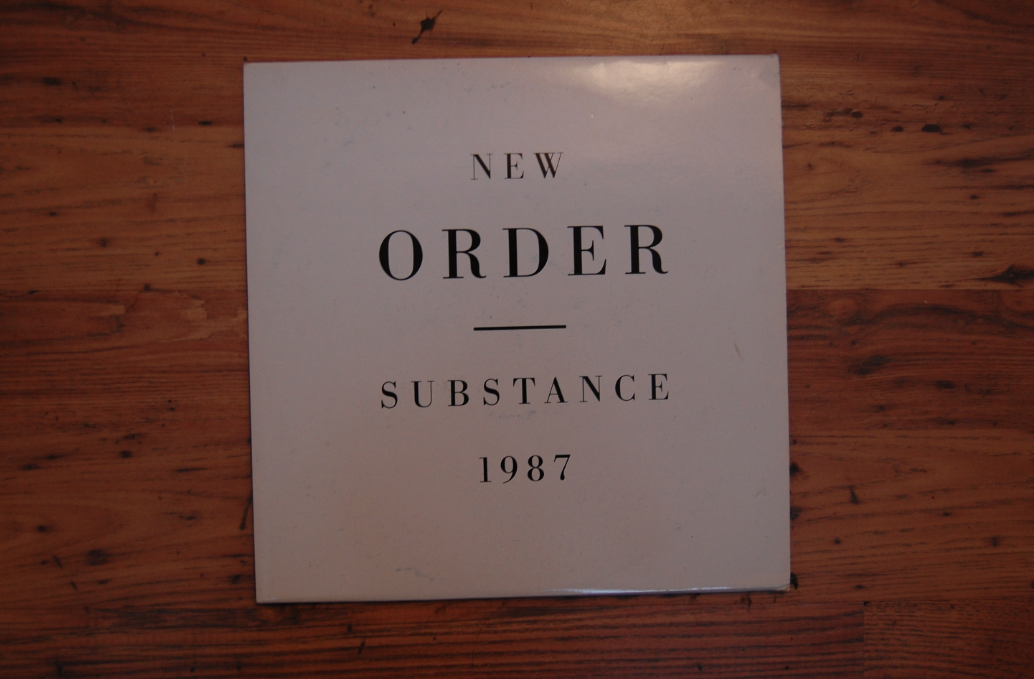 NEW
ORDER
SUBSTANCE
1987